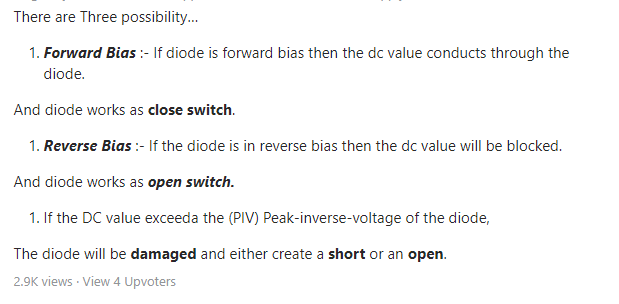 There are Three possibility...
1. Forward Bias :- If diode is forward bias then the dc value conducts through the
diode.
And diode works as close switch.
1. Reverse Bias :- If the diode is in reverse bias then the dc value will be blocked.
And diode works as open switch.
1. If the DC value exceeda the (PIV) Peak-inverse-voltage of the diode,
The diode will be damaged and either create a short or an open.
2.9K views · View 4 Upvoters